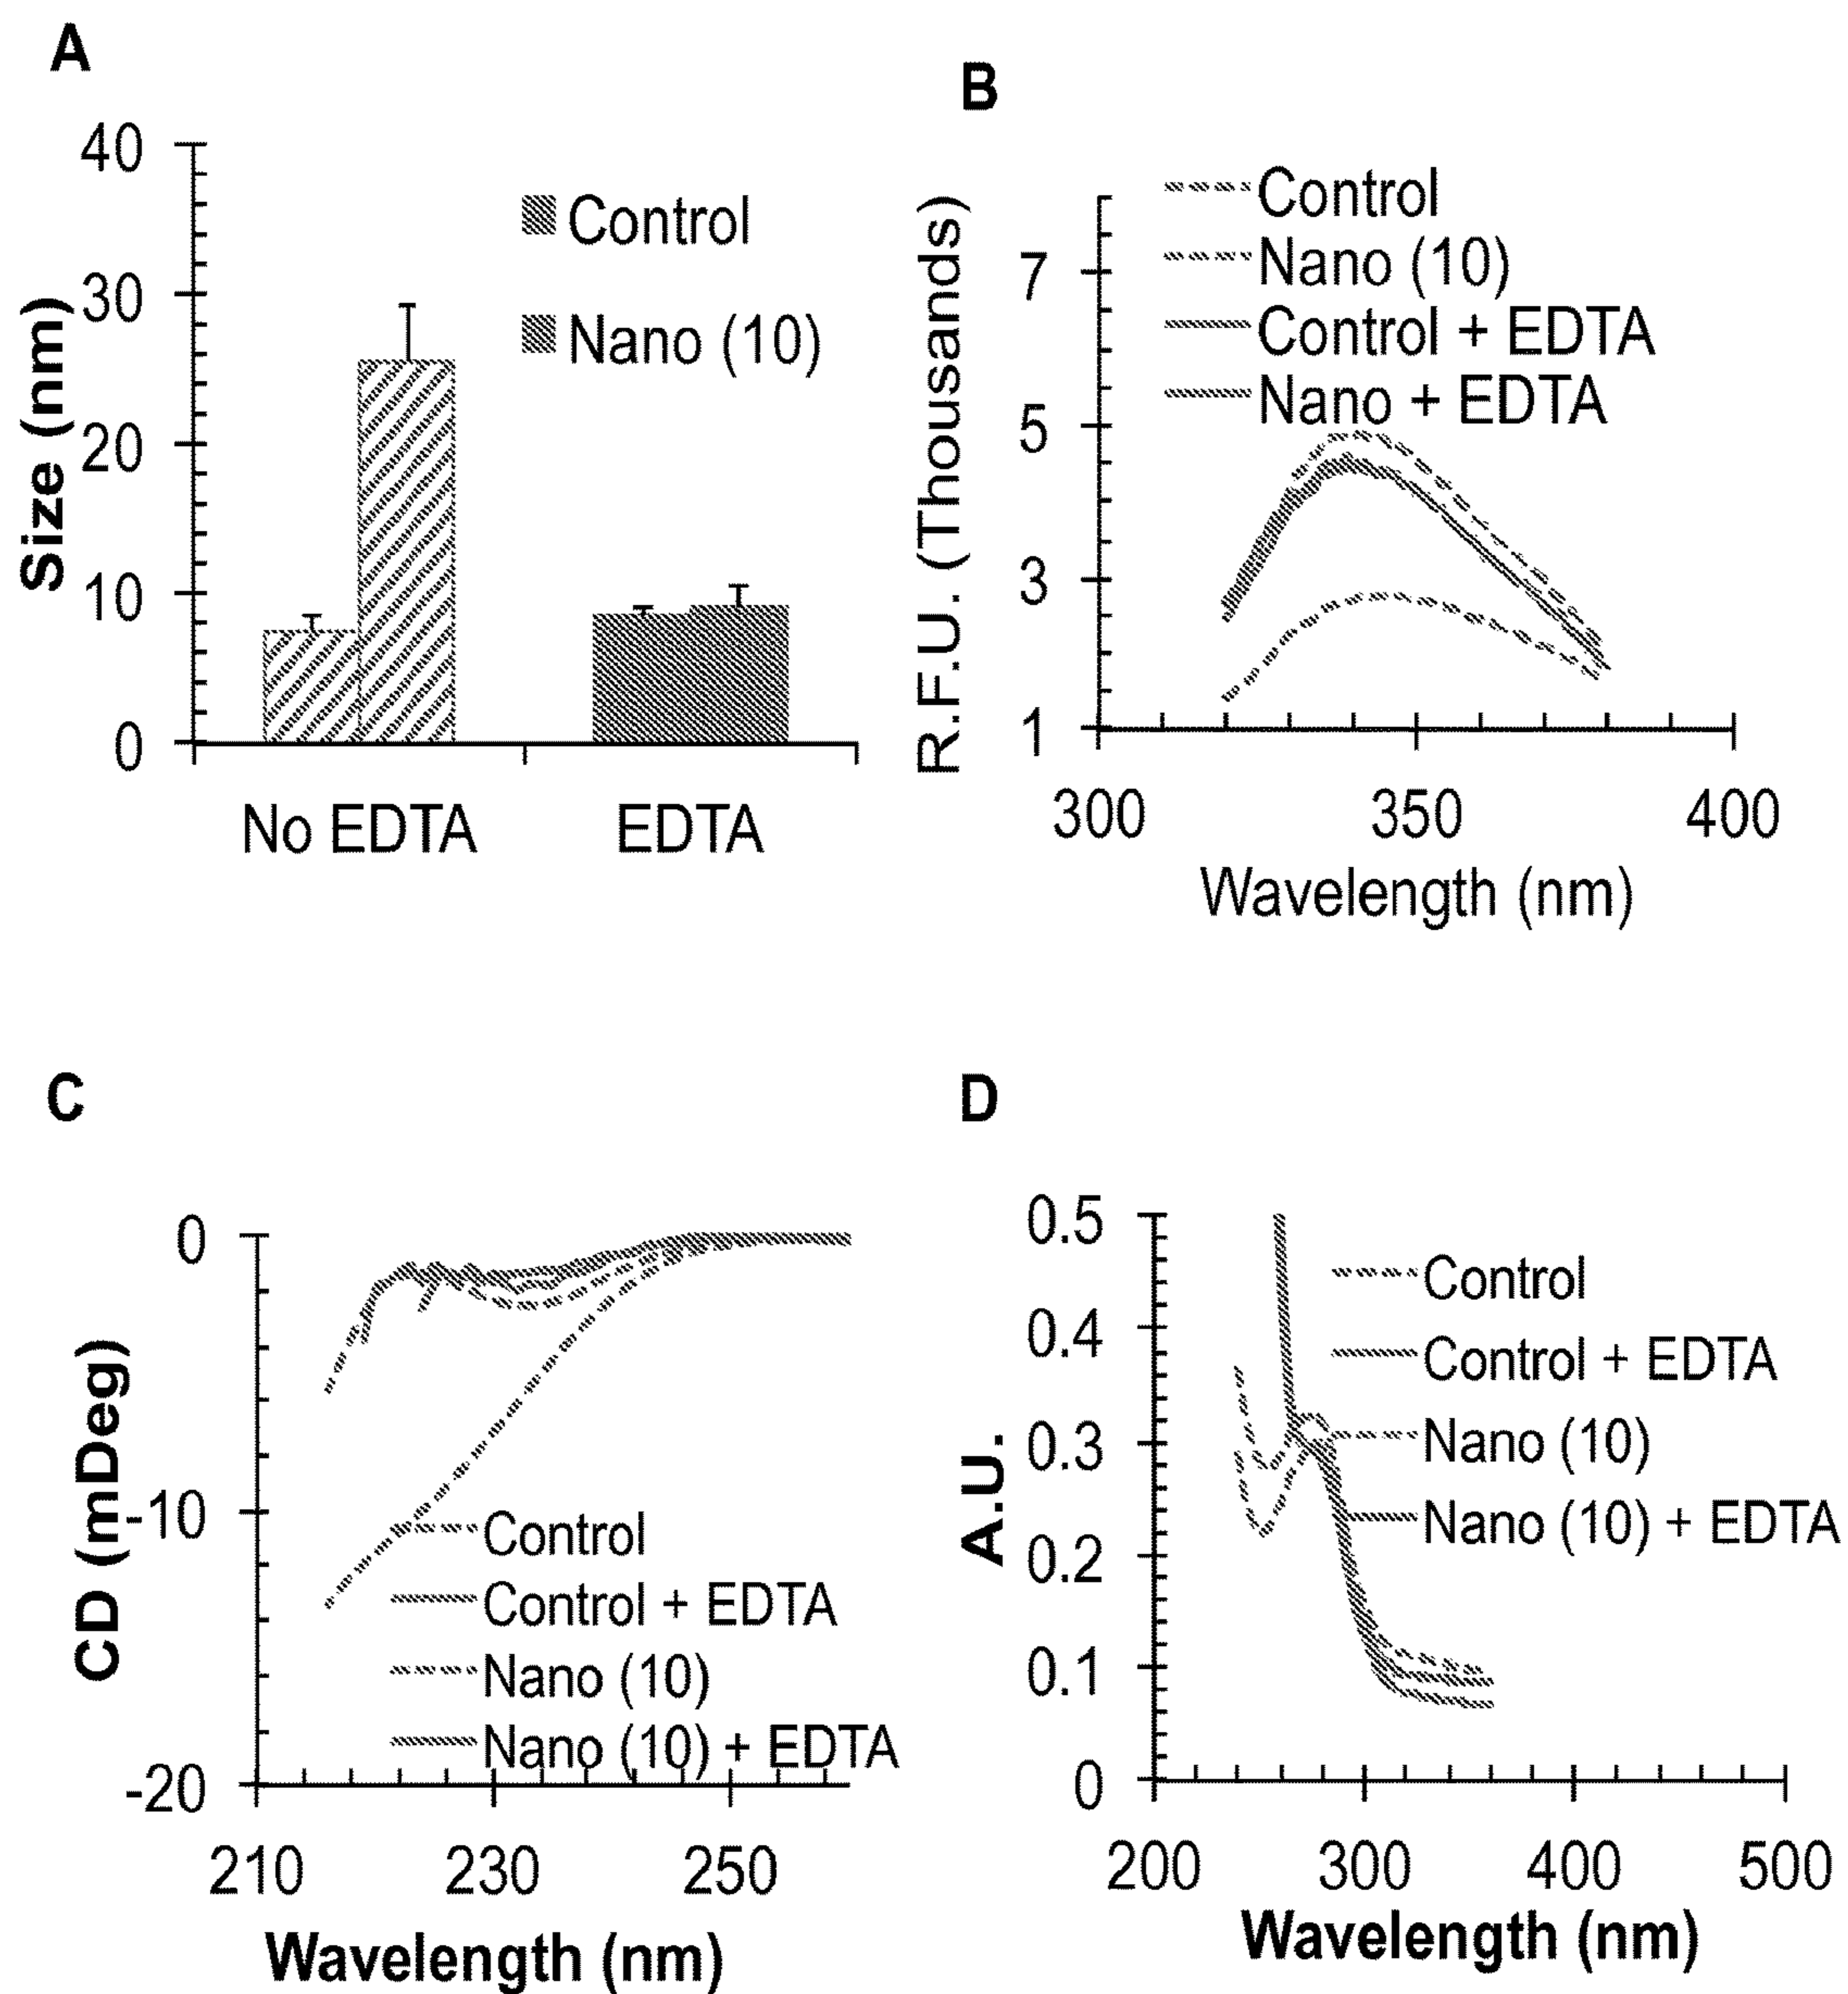 A
40
30
20
10
0
Size (nm)
Control
Nano (10)
No EDTA
EDTA
B
7
5
3
1
R.F.U. (Thousands)
Control
Nano (10)
Control + EDTA
Nano + EDTA
300
350
400
Wavelength (nm)
C
0
-10
-20
CD (mDeg)
Control
Control + EDTA
Nano (10)
Nano (10) + EDTA
210
230
250
Wavelength (nm)
D
0.5
0.4
0.3
0.2
0.1
0
A.U.
Control
Control + EDTA
Nano (10)
Nano (10) + EDTA
200
300
400
500
Wavelength (nm)